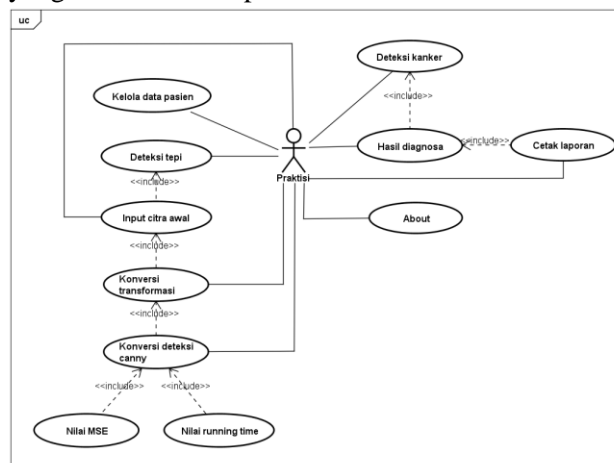 uc
Deteksi kanker
<<include>>
Kelola data pasien
Hasil diagnosa
<<include>>
Cetak laporan
Deteksi tepi
Praktisi
<<include>>
Input citra awal
About
<<include>>
Konversi
transformasi
<<include>>
Konversi deteksi
canny
<<include>>
<<include>>
Nilai MSE
Nilai running time